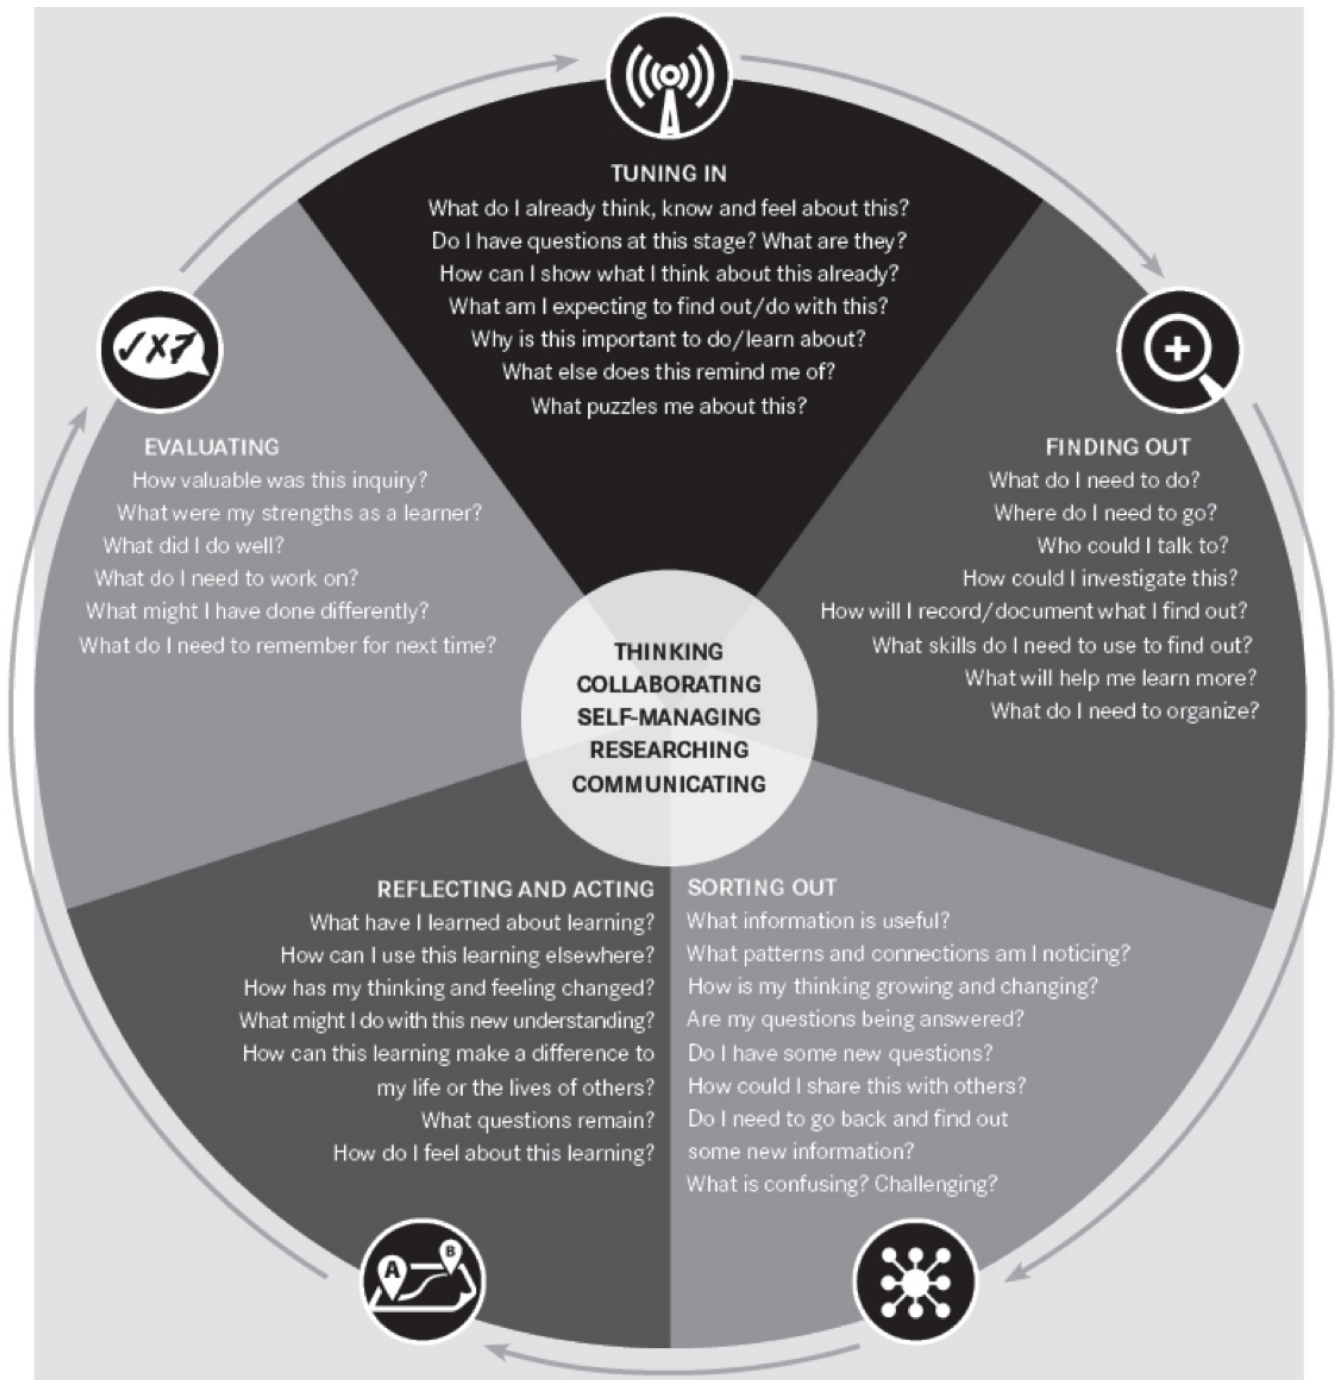 TUNING IN
What do I already think, know and feel about this?
Do I have questions at this stage? What are they?
How can I show what I think about this already?
What am I expecting to find out/do with this?
Why is this important to do/learn about?
What else does this remind me of?
What puzzles me about this?
FINDING OUT
What do I need to do?
Where do I need to go?
Who could I talk to?
How could I investigate this?
How will I record/document what I find out?
What skills do I need to use to find out?
What will help me learn more?
What do I need to organize?
SORTING OUT
What information is useful?
What patterns and connections am I noticing?
How is my thinking growing and changing?
Are my questions being answered?
Do I have some new questions?
How could I share this with others?
Do I need to go back and find out
some new information?
What is confusing? Challenging?
REFLECTING AND ACTING
What have I learned about learning?
How can I use this learning elsewhere?
How has my thinking and feeling changed?
What might I do with this new understanding?
How can this learning make a difference to
my life or the lives of others?
What questions remain?
How do I feel about this learning?
A
B
EVALUATING
How valuable was this inquiry?
What were my strengths as a learner?
What did I do well?
What do I need to work on?
What might I have done differently?
What do I need to remember for next time?
THINKING
COLLABORATING
SELF-MANAGING
RESEARCHING
COMMUNICATING